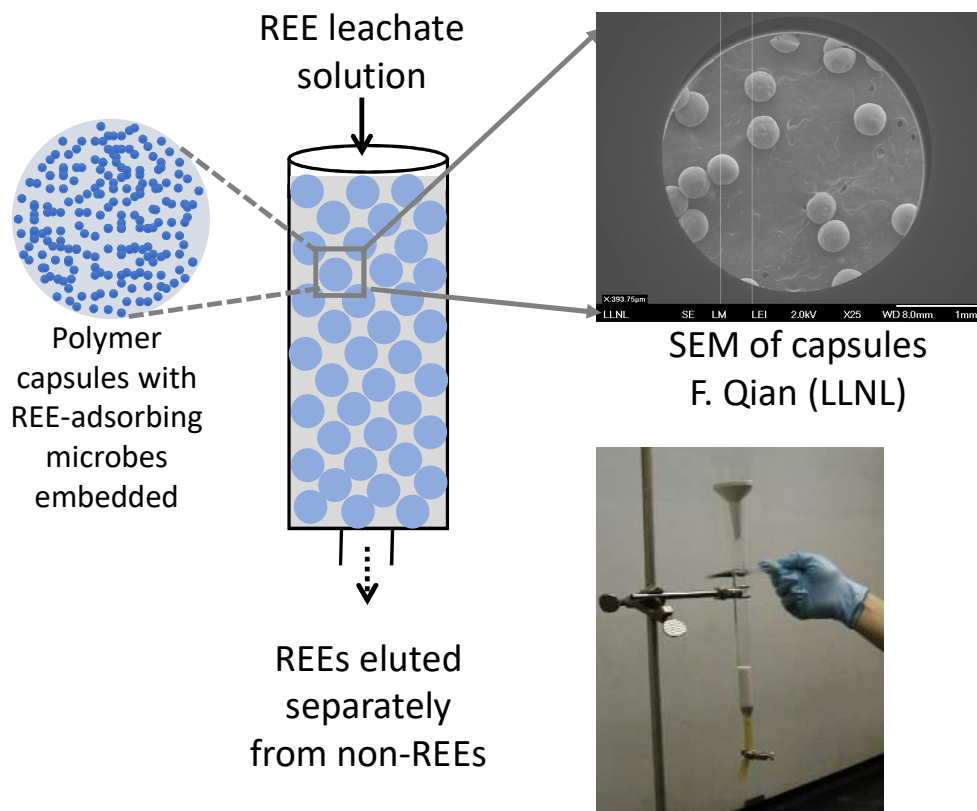 REE leachate
solution
Polymer
capsules with
REE-adsorbing
microbes
embedded
REEs eluted
separately
from non-REEs
X:393.75µm
LLNL SE LM LEI 2.0kV X25 WD 8.0mm 1mm
SEM of capsules
F. Qian (LLNL)